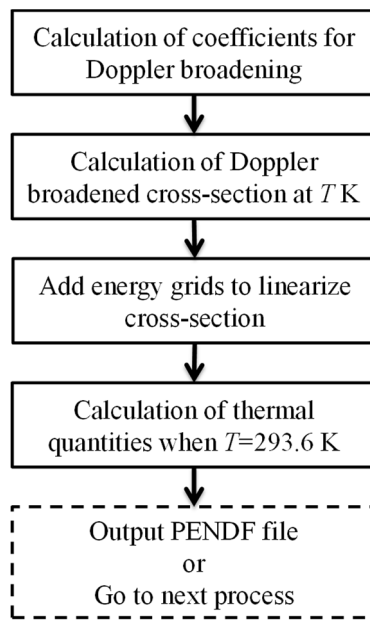 Calculation of coefficients for
Doppler broadening
Calculation of Doppler
broadened cross-section at T K
Add energy grids to linearize
cross-section
Calculation of thermal
quantities when T=293.6 K
Output PENDF file
or
Go to next process